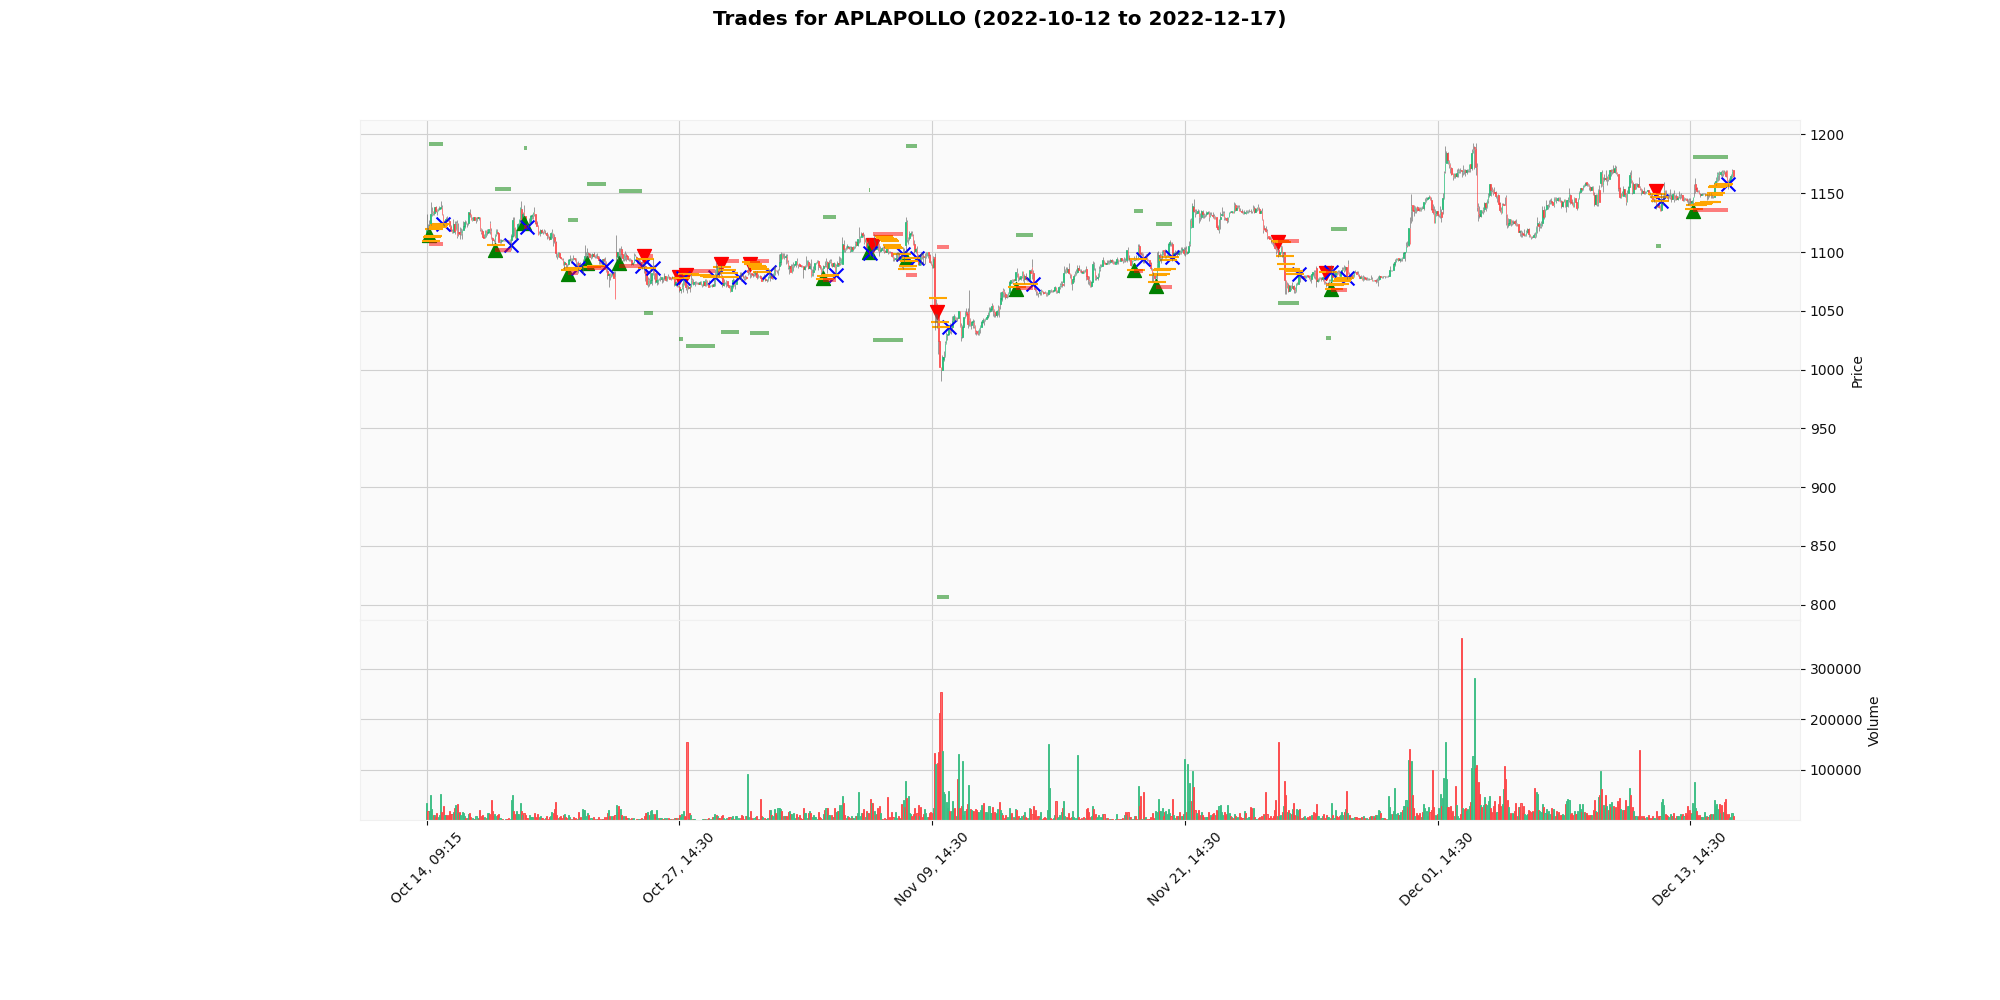 Trades for APLAPOLLO (2022-10-12 to 2022-12-17)
1200
1150
1100
1050
1000
950
900
850
800
Price
300000
200000
100000
Volume
Oct 14, 09:15
Oct 27, 14:30
Nov 09, 14:30
Nov 21, 14:30
Dec 01, 14:30
Dec 13, 14:30